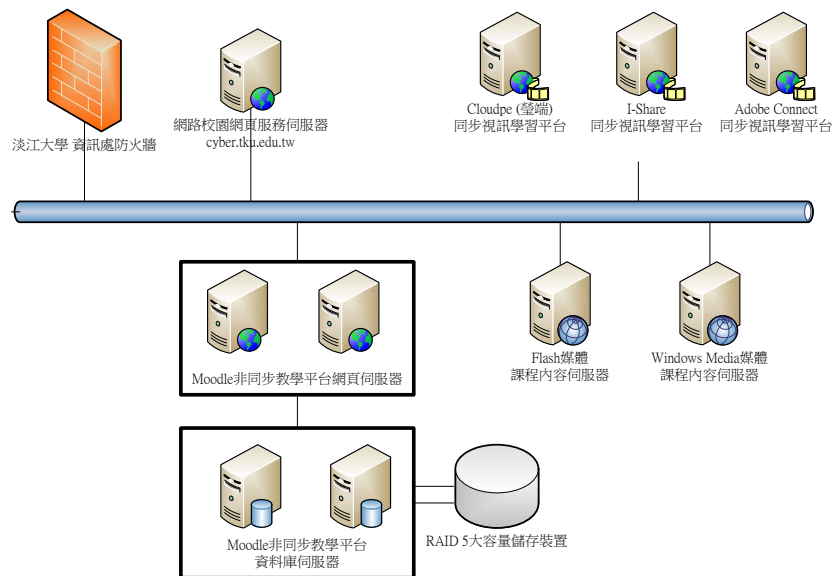 淡江大學 資訊處防火牆
網路校園網頁服務伺服器
cyber.tku.edu.tw
Cloudpe (瑩端)
同步視訊學習平台
I-Share
同步視訊學習平台
Adobe Connect
同步視訊學習平台
Moodle非同步教學平台網頁伺服器
Flash媒體
課程內容伺服器
Windows Media媒體
課程內容伺服器
Moodle非同步教學平台
資料庫伺服器
RAID 5大容量儲存裝置